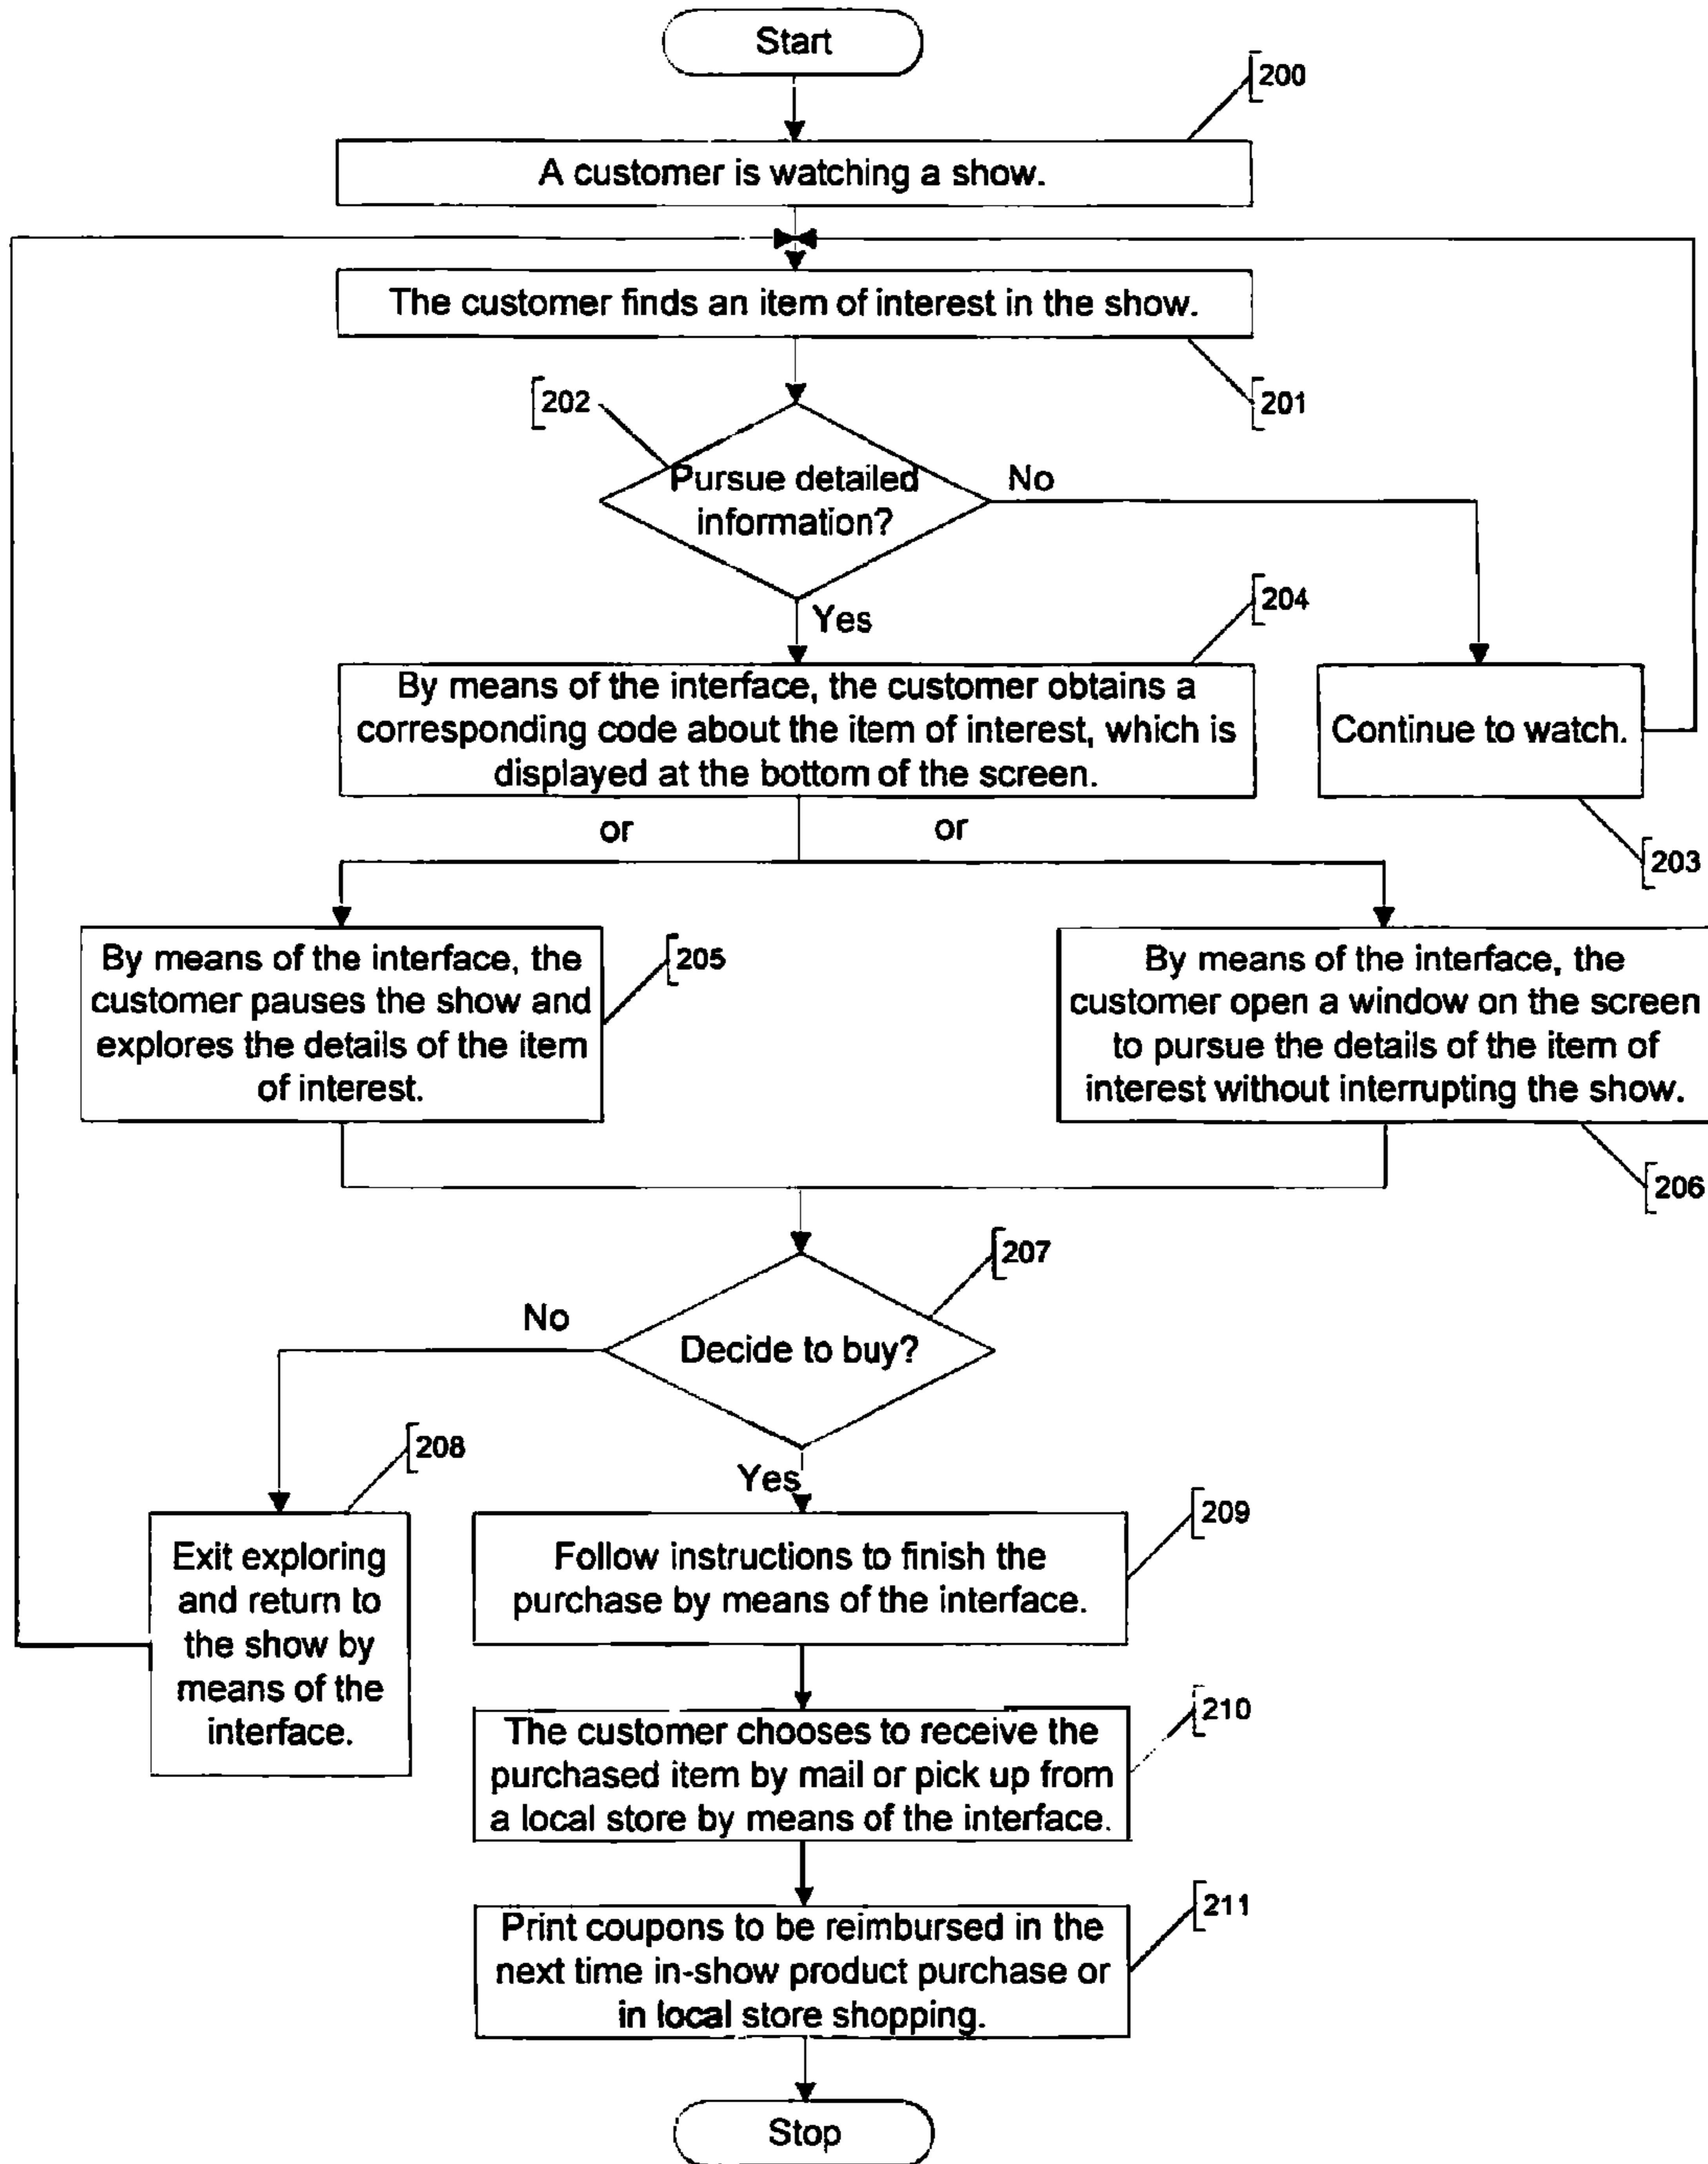 Start
200
A customer is watching a show.
The customer finds an item of interest in the show.
201
202
Pursue detailed
information?
No
Yes
204
By means of the interface, the customer obtains a
corresponding code about the item of interest, which is
displayed at the bottom of the screen.
Continue to watch.
203
or
or
By means of the interface, the
customer pauses the show and
explores the details of the item
of interest.
205
By means of the interface, the
customer open a window on the screen
to pursue the details of the item of
interest without interrupting the show.
206
207
Decide to buy?
No
Yes
208
Exit exploring
and return to
the show by
means of the
interface.
209
Follow instructions to finish the
purchase by means of the interface.
210
The customer chooses to receive the
purchased item by mail or pick up from
a local store by means of the interface.
211
Print coupons to be reimbursed in the
next time in-show product purchase or
in local store shopping.
Stop